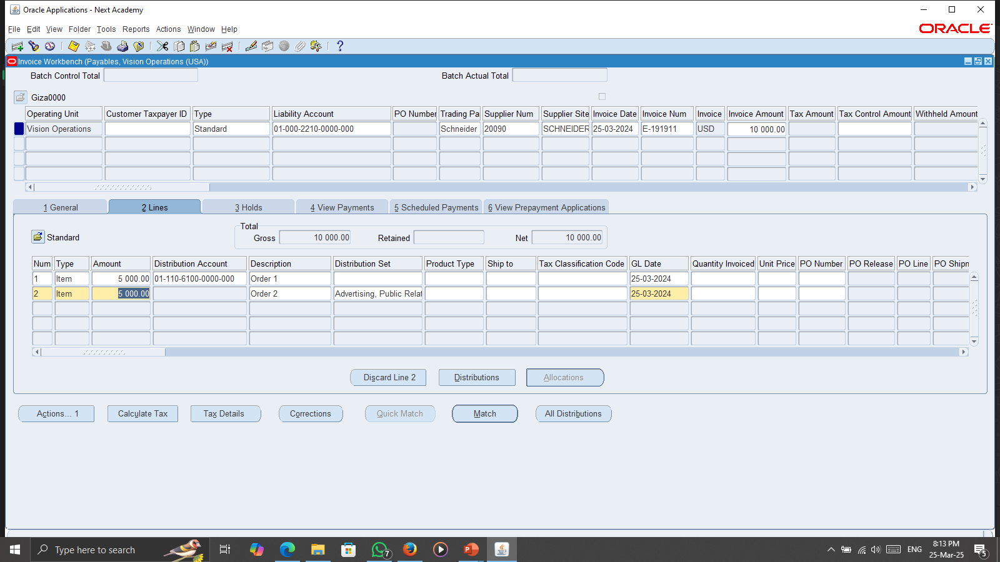 Oracle Applications - Next Academy
File Edit View Folder Tools Reports Actions Window Help
ORACLE
Invoice Workbench (Payables, Vision Operations (USA))
Batch Control Total Batch Actual Total
Giza0000
Operating Unit Customer Taxpayer ID Type Liability Account PO Number Trading Pa Supplier Num Supplier Site Invoice Date Invoice Num Invoice Invoice Amount Tax Amount Tax Control Amount Withheld Amount
Vision Operations Standard 01-000-2210-0000-000 Schneider 20090 SCHNEIDER 25-03-2024 E-191911 USD 10 000.00
1 General 2 Lines 3 Holds 4 View Payments 5 Scheduled Payments 6 View Prepayment Applications
Total
Standard Gross 10 000.00 Retained Net 10 000.00
Num Type Amount Distribution Account Description Distribution Set Product Type Ship to Tax Classification Code GL Date Quantity Invoiced Unit Price PO Number PO Release PO Line PO Shipn
1 Item 5 000.00 01-110-6100-0000-000 Order 1 25-03-2024
2 Item 5 000.00 Order 2 Advertising, Public Relat 25-03-2024
Discard Line 2 Distributions Allocations
Actions... 1 Calculate Tax Tax Details Corrections Quick Match Match All Distributions
Type here to search 7 ENG 8:13 PM
25-Mar-25 5